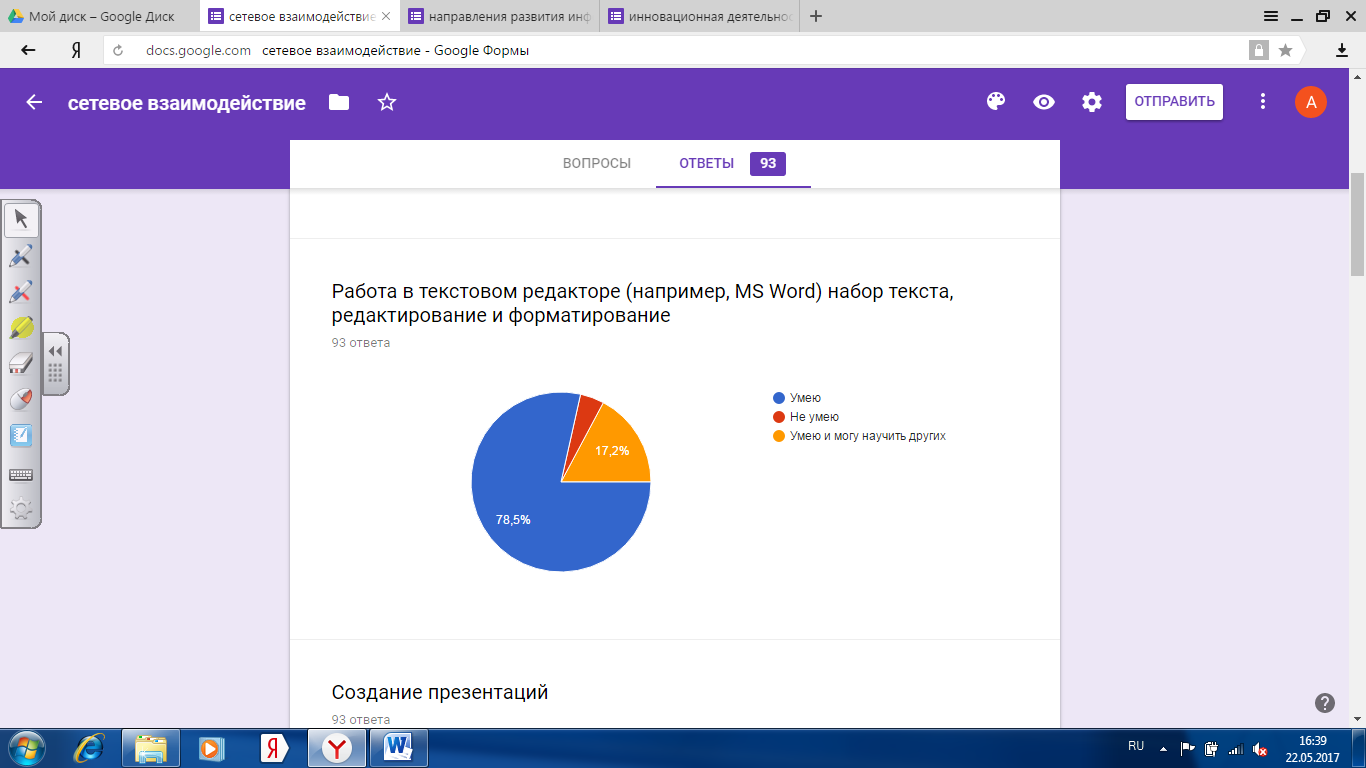 Мой диск – Google Диск
сетевое взаимодействие
направления развития инф
инновационная деятельнос
Я
docs.google.com сетевое взаимодействие - Google Формы
сетевое взаимодействие
ОТПРАВИТЬ
А
ВОПРОСЫ
ОТВЕТЫ 93
Работа в текстовом редакторе (например, MS Word) набор текста,
редактирование и форматирование
93 ответа
Умею
Не умею
Умею и могу научить других
17,2%
78,5%
Создание презентаций
93 ответа
RU
16:39
22.05.2017